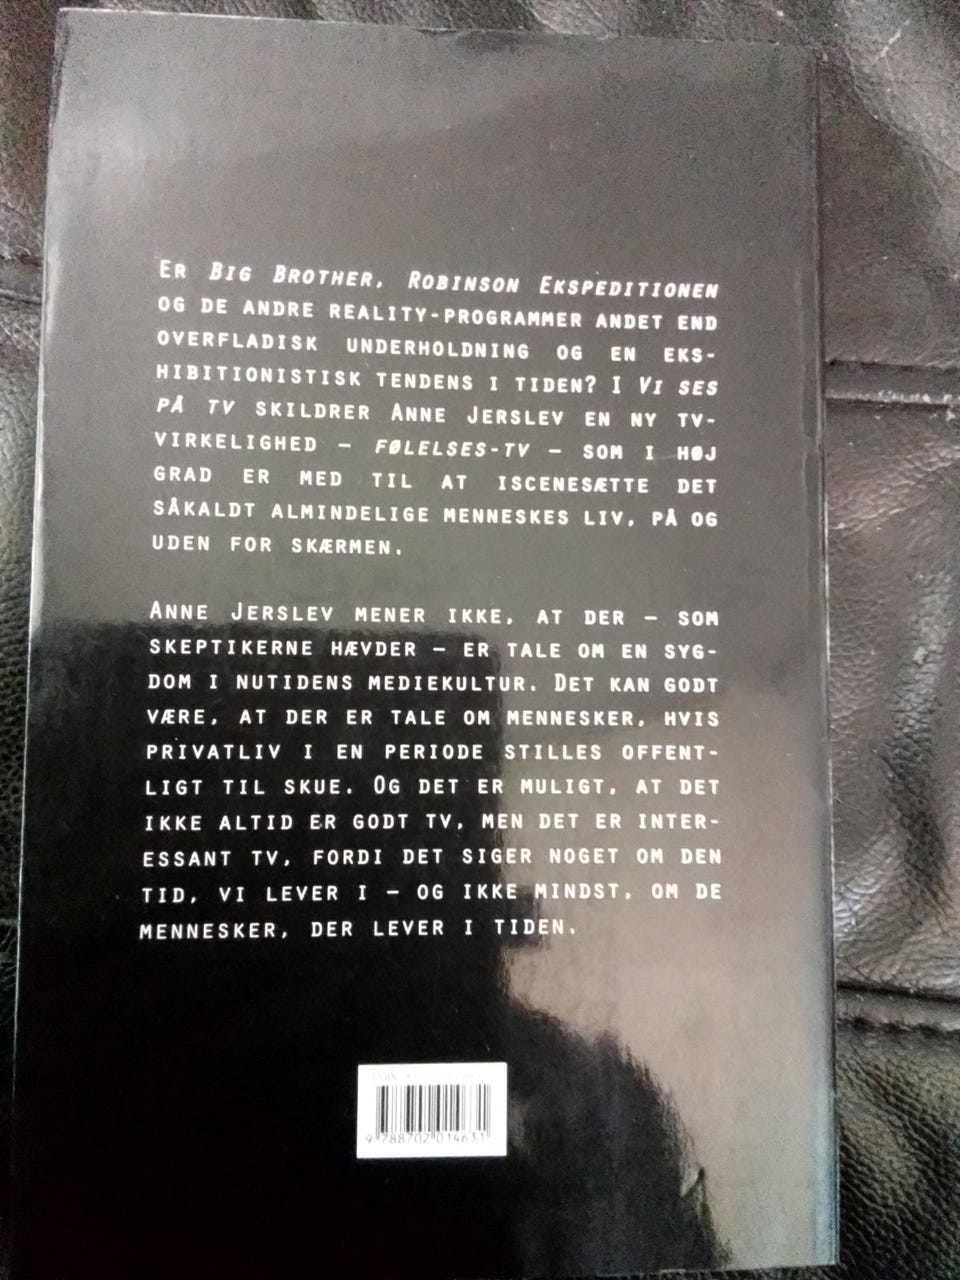 ER BIG BROTHER, ROBINSON EKSPEDITIONEN
OG DE ANDRE REALITY-PROGRAMMER ANDET END
OVERFLADISK UNDERHOLDNING OG EN EKS-
HIBITIONISTISK TENDENS I TIDEN? I VI SES
PÅ TV SKILDRER ANNE JERSLEV EN NY TV-
VIRKELIGHED – FØLELSES-TV – SOM I HØJ
GRAD ER MED TIL AT ISCENESÆTTE DET
SÅKALDT ALMINDELIGE MENNESKES LIV, PÅ OG
UDEN FOR SKÆRMEN.
ANNE JERSLEV MENER IKKE, AT DER – SOM
SKEPTIKERNE HÆVDER – ER TALE OM EN SYG-
DOM I NUTIDENS MEDIEKULTUR. DET KAN GODT
VÆRE, AT DER ER TALE OM MENNESKER, HVIS
PRIVATLIV I EN PERIODE STILLES OFFENT-
LIGT TIL SKUE. OG DET ER MULIGT, AT DET
IKKE ALTID ER GODT TV, MEN DET ER INTER-
ESSANT TV, FORDI DET SIGER NOGET OM DEN
TID, VI LEVER I – OG IKKE MINDST, OM DE
MENNESKER, DER LEVER I TIDEN.
9 788702 014631